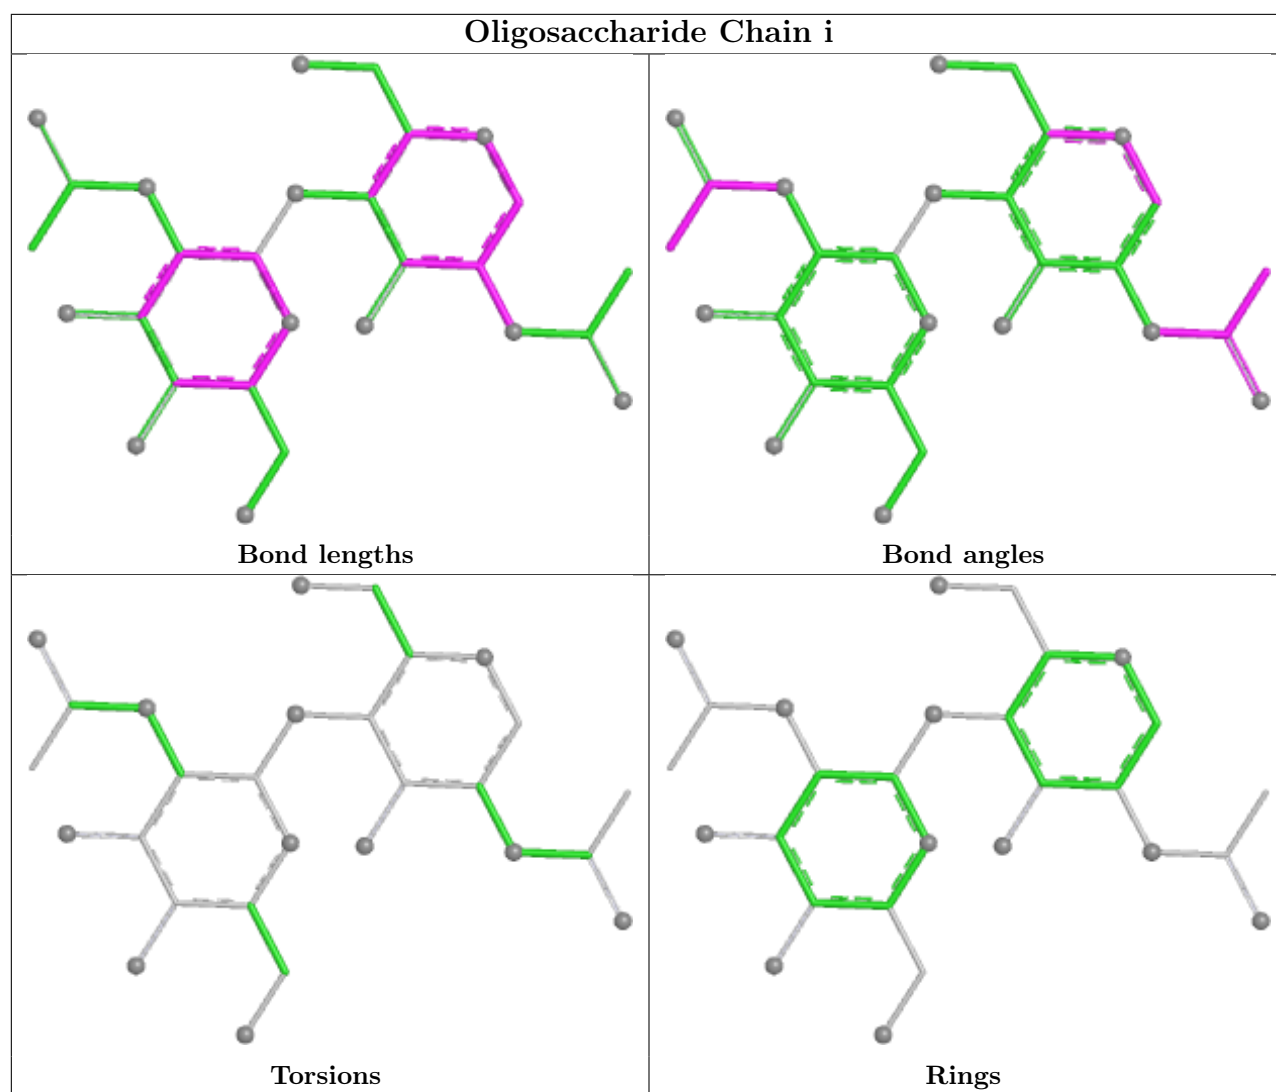 Oligosaccharide Chain i
Bond lengths
Bond angles
Torsions
Rings